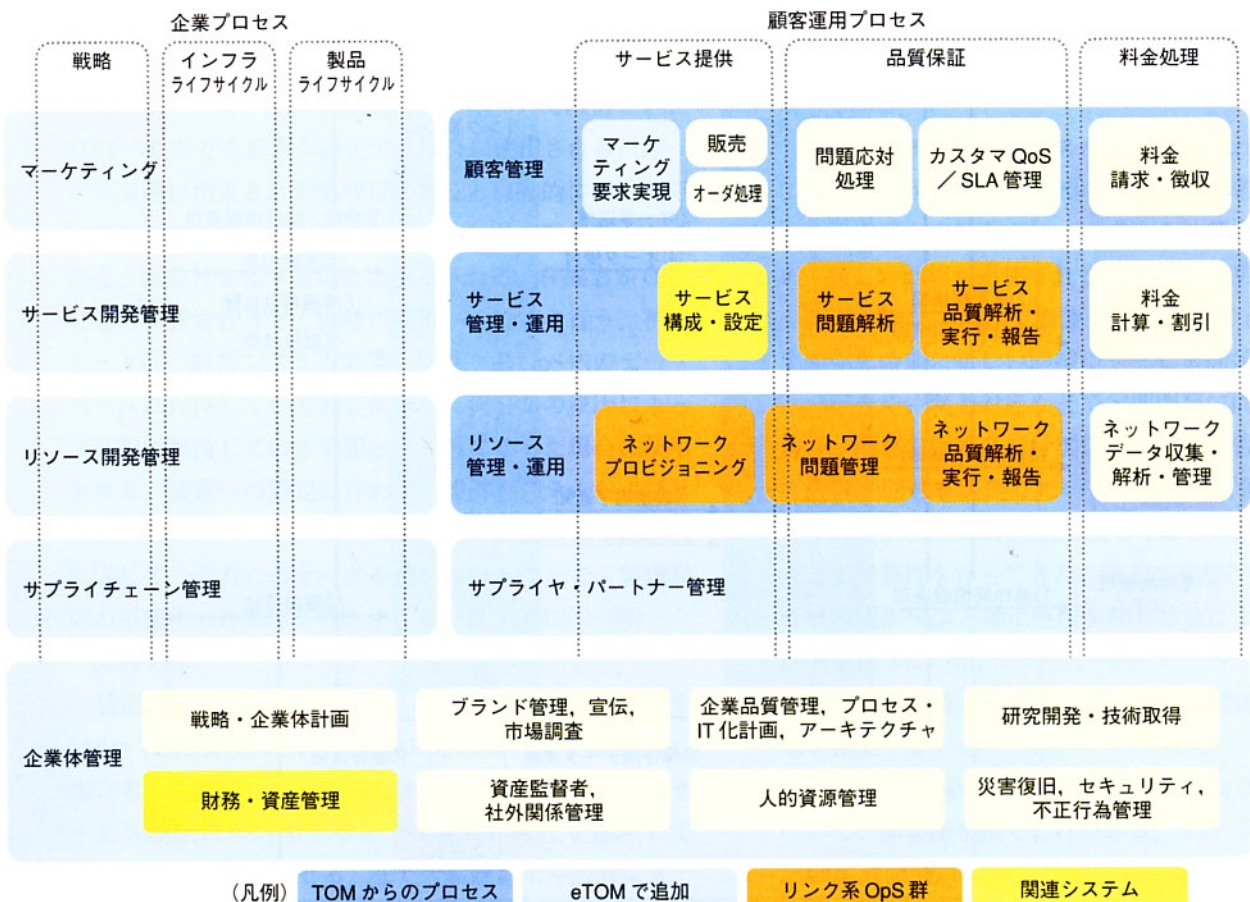 企業プロセス
顧客運用プロセス
戦略
インフラ
ライフサイクル
製品
ライフサイクル
サービス提供
品質保証
料金処理
マーケティング
顧客管理
マーケ
ティング
要求実現
販売
オーダ処理
問題応対
処理
カスタマ QoS
／SLA 管理
料金
請求・徴収
サービス開発管理
サービス
管理・運用
サービス
構成・設定
サービス
問題解析
サービス
品質解析・
実行・報告
料金
計算・割引
リソース開発管理
リソース
管理・運用
ネットワーク
プロビジョニング
ネットワーク
問題管理
ネットワーク
品質解析・
実行・報告
ネットワーク
データ収集・
解析・管理
サプライチェーン管理
サプライヤ・パートナー管理
企業体管理
戦略・企業体計画
ブランド管理，宣伝，
市場調査
企業品質管理，プロセス・
IT 化計画，アーキテクチャ
研究開発・技術取得
財務・資産管理
資産監督者，
社外関係管理
人的資源管理
災害復旧，セキュリティ，
不正行為管理
（凡例）
TOM からのプロセス
eTOM で追加
リンク系 OpS 群
関連システム